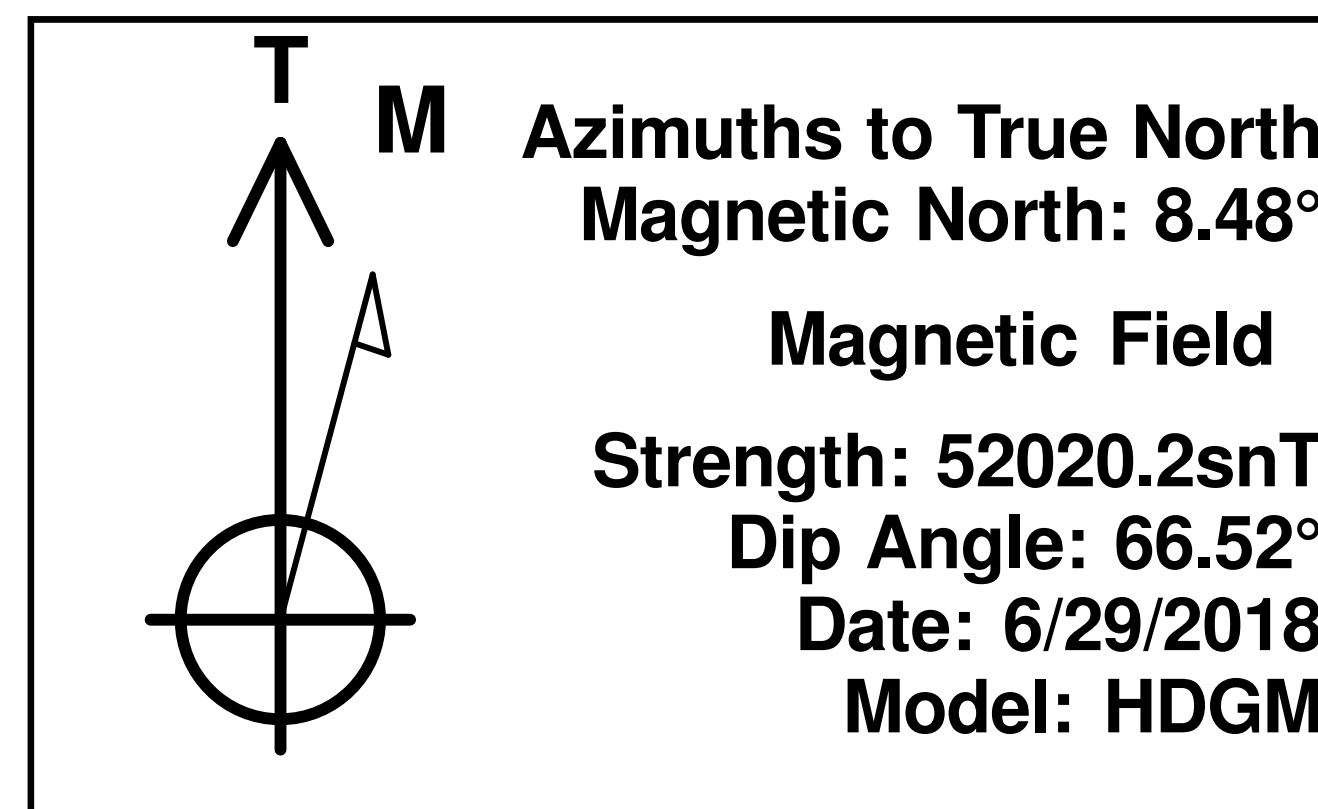 T
M
Azimuths to True North
Magnetic North: 8.48°
Magnetic Field
Strength: 52020.2snT
Dip Angle: 66.52°
Date: 6/29/2018
Model: HDGM